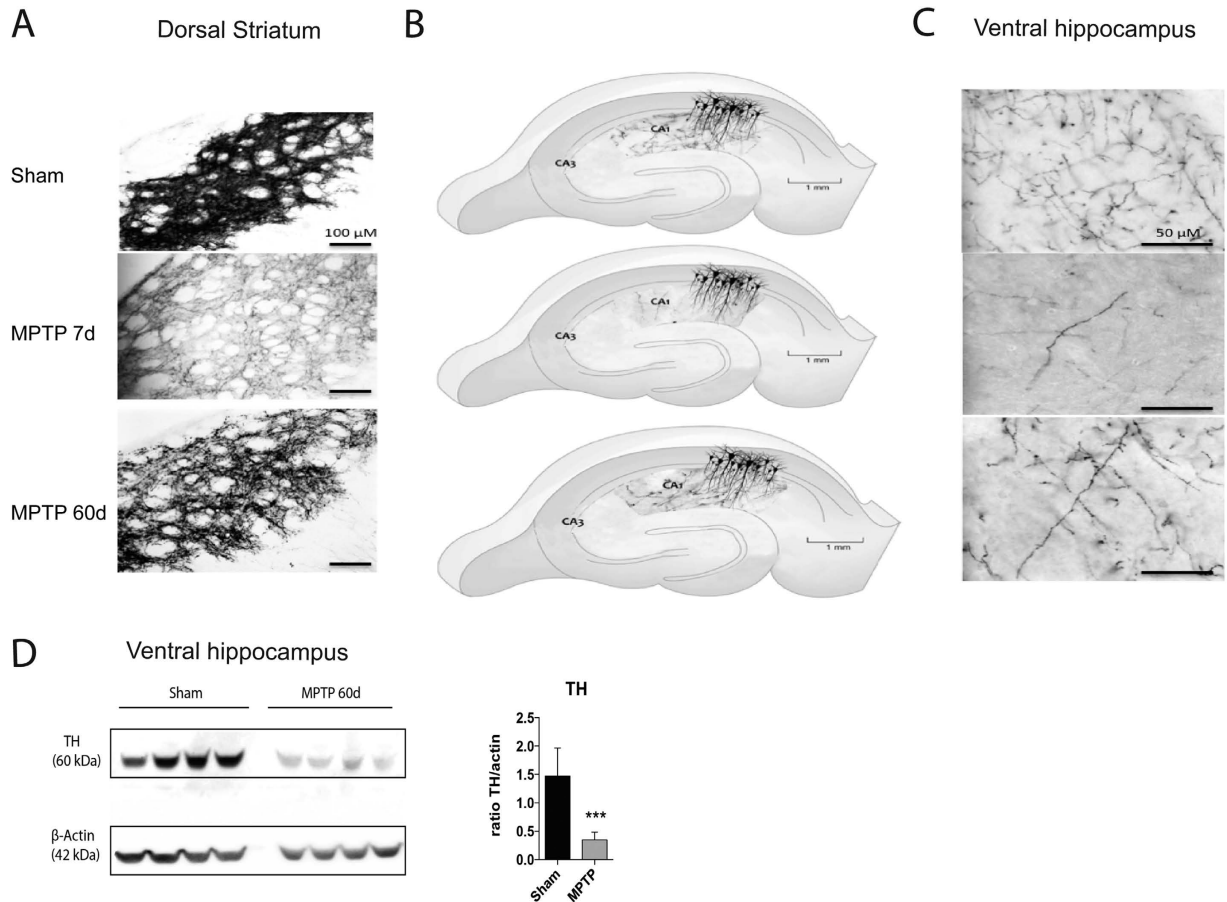 A
Dorsal Striatum
B
C
Ventral hippocampus
Sham
MPTP 7d
MPTP 60d
100 µM
CA1
CA3
1 mm
CA1
CA3
1 mm
CA1
CA3
1 mm
50 µM
D
Ventral hippocampus
Sham
MPTP 60d
TH
(60 kDa)
β-Actin
(42 kDa)
TH
ratio TH/actin
2.5
2.0
1.5
1.0
0.5
0.0
***
Sham
MPTP